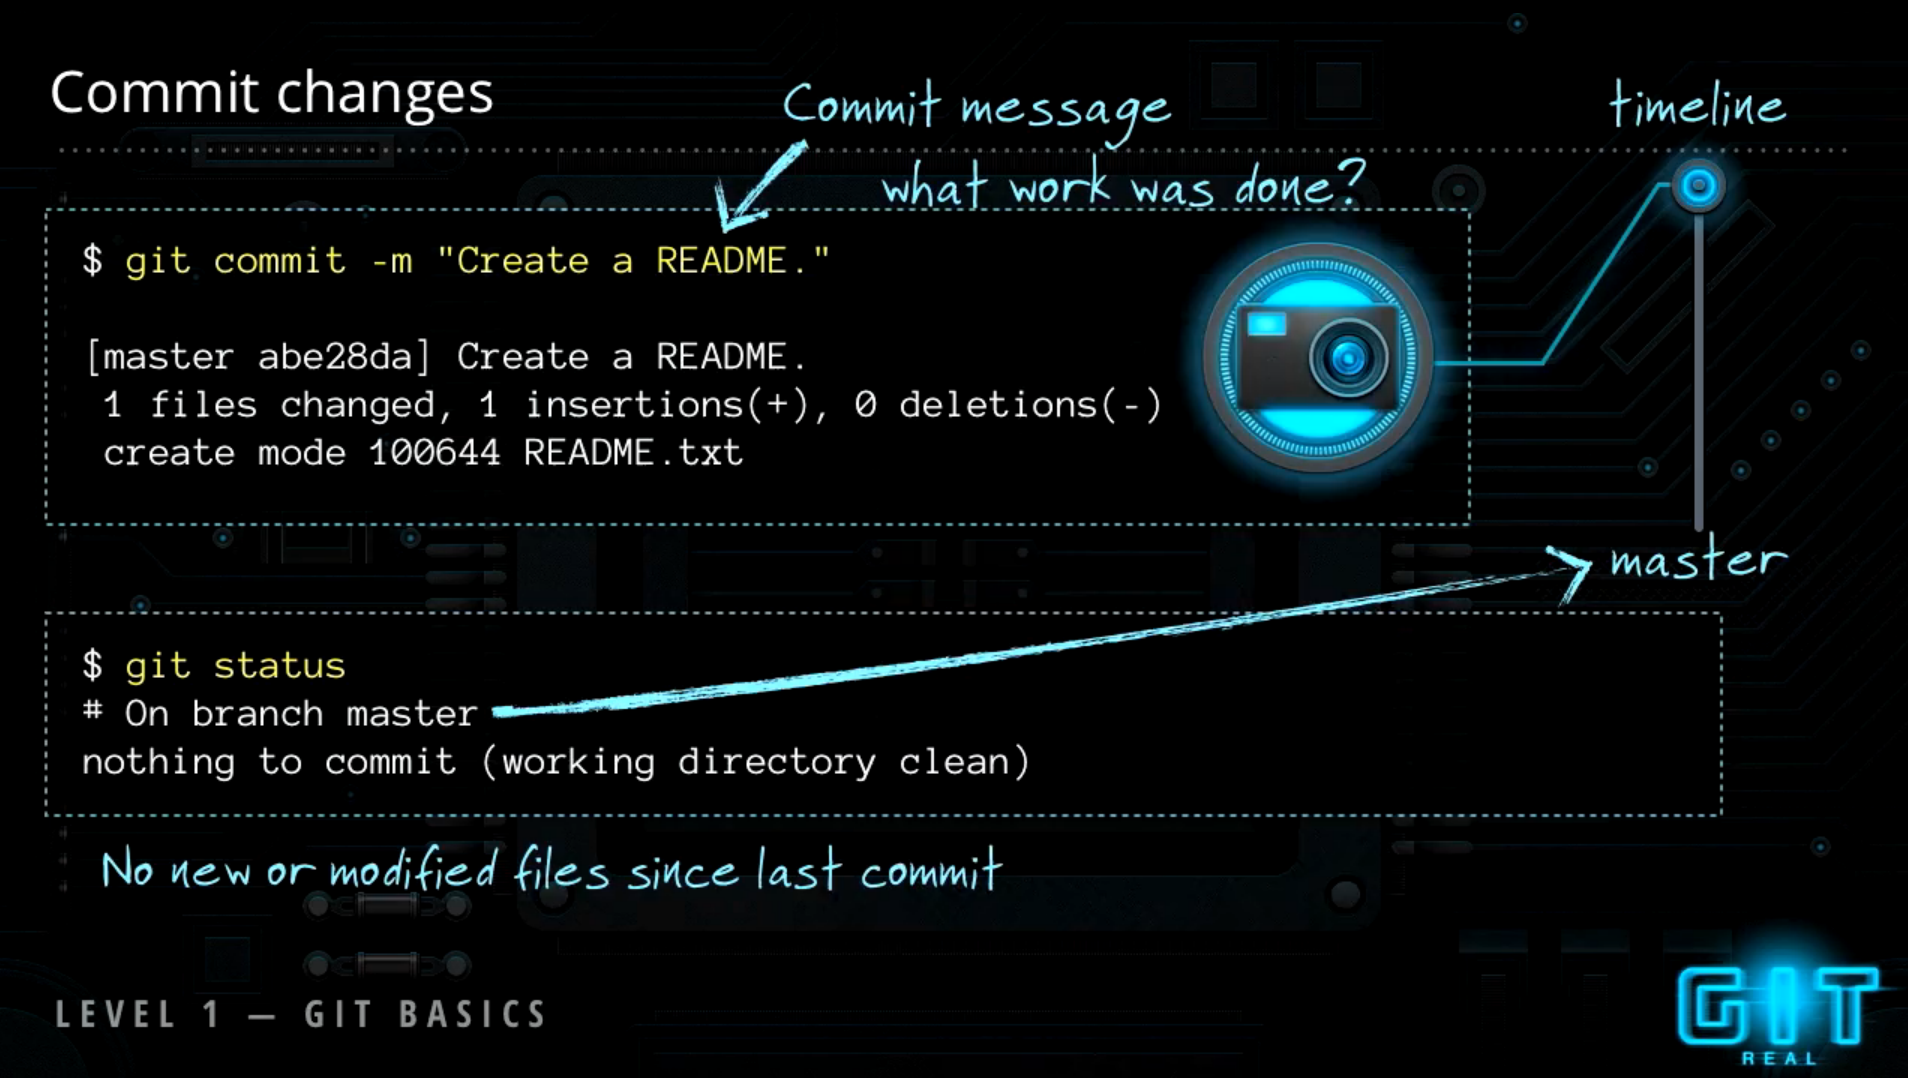 Commit changes
Commit message
timeline
what work was done?
$ git commit -m "Create a README."
[master abe28da] Create a README.
1 files changed, 1 insertions(+), 0 deletions(-)
create mode 100644 README.txt
master
$ git status
# On branch master
nothing to commit (working directory clean)
No new or modified files since last commit
LEVEL 1 — GIT BASICS
GIT
REAL